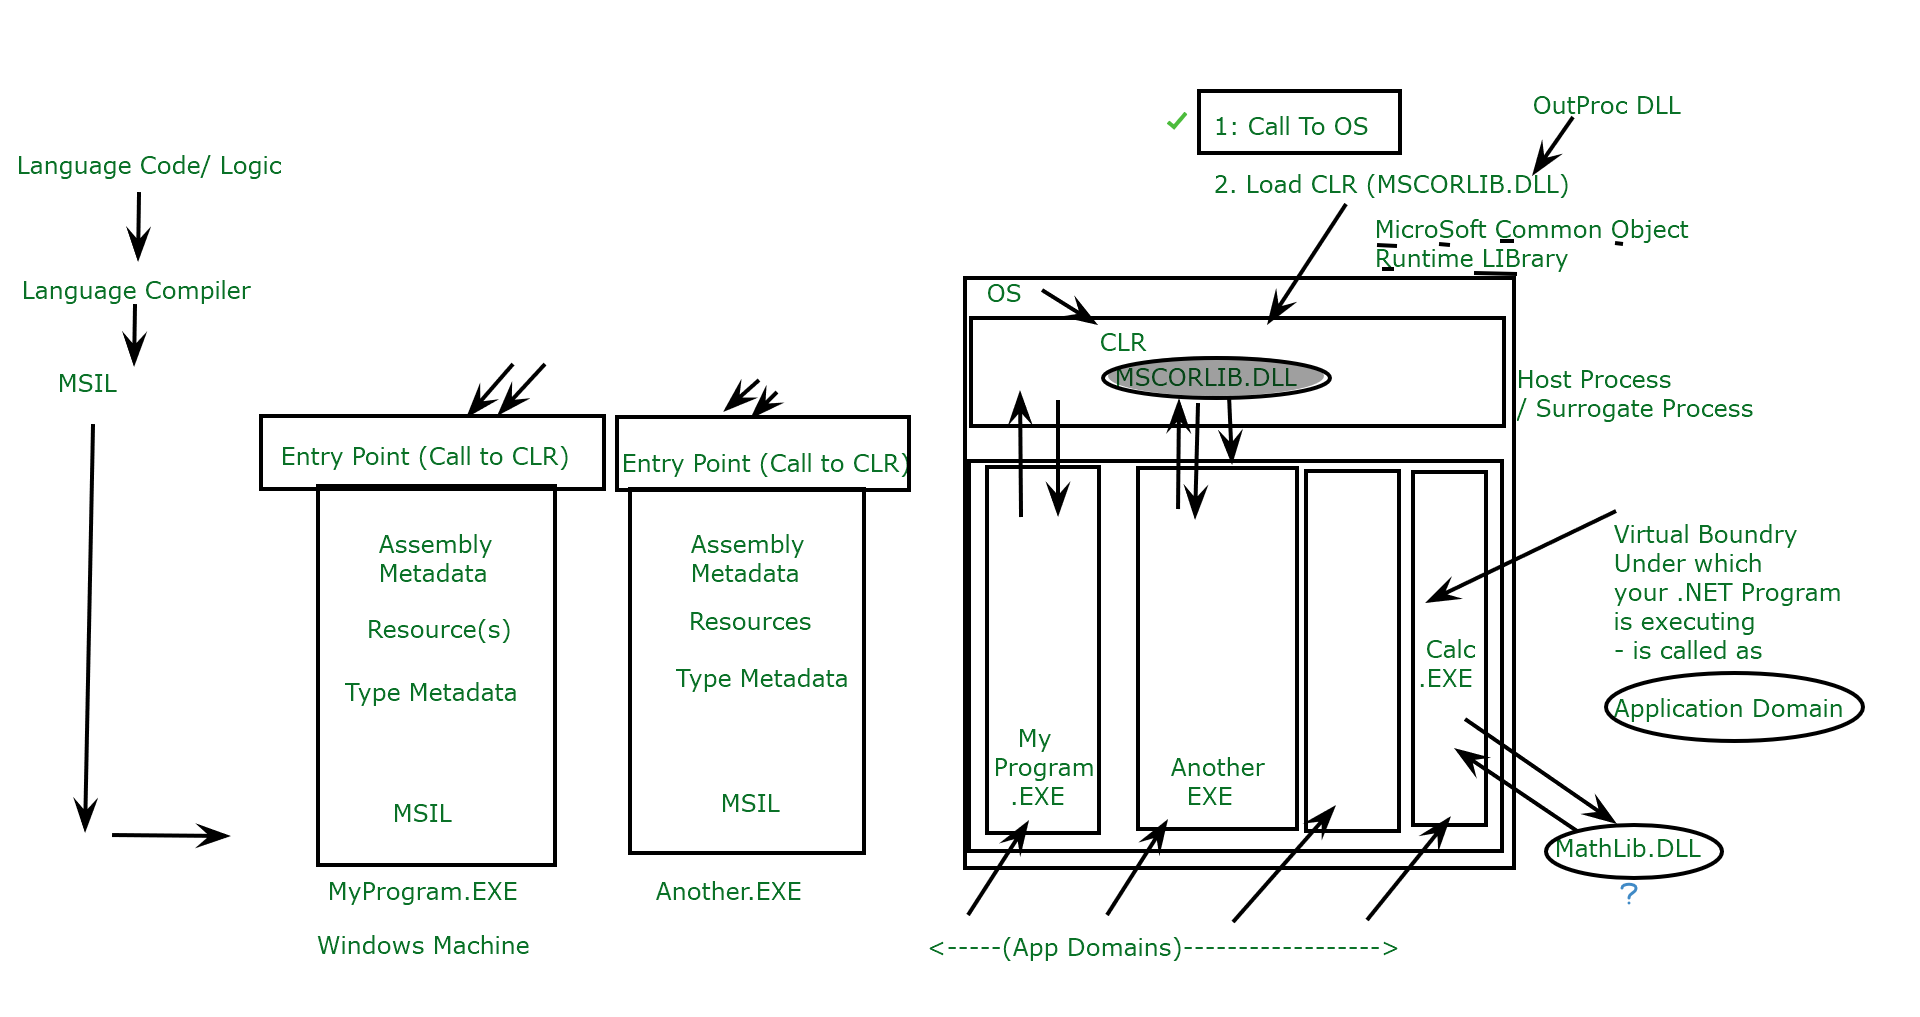 1: Call To OS
OutProc DLL
Language Code/ Logic
2. Load CLR (MSCORLIB.DLL)
MicroSoft Common Object
Runtime LIBrary
Language Compiler
OS
CLR
MSCORLIB.DLL
MSIL
Host Process
/ Surrogate Process
Entry Point (Call to CLR)
Entry Point (Call to CLR)
Assembly
Metadata
Resource(s)
Type Metadata
MSIL
MyProgram.EXE
Windows Machine
Assembly
Metadata
Resources
Type Metadata
MSIL
Another.EXE
My
Program
.EXE
Another
EXE
Calc
.EXE
Virtual Boundry
Under which
your .NET Program
is executing
- is called as
Application Domain
MathLib.DLL
?
<-----(App Domains)------------------>